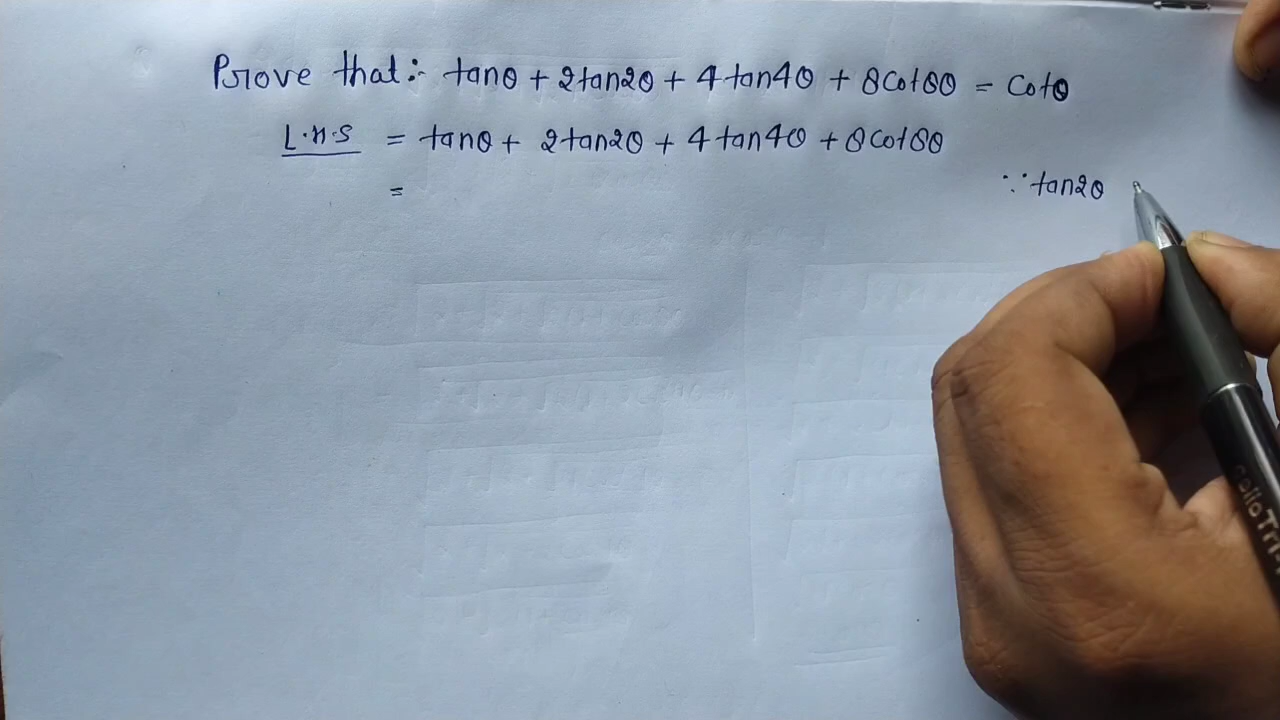 Prove that:- tanθ + 2tan2θ + 4tan4θ + 8Cot8θ = Cotθ
L.H.S = tanθ + 2tan2θ + 4tan4θ + 8Cot8θ
= ∵ tan2θ